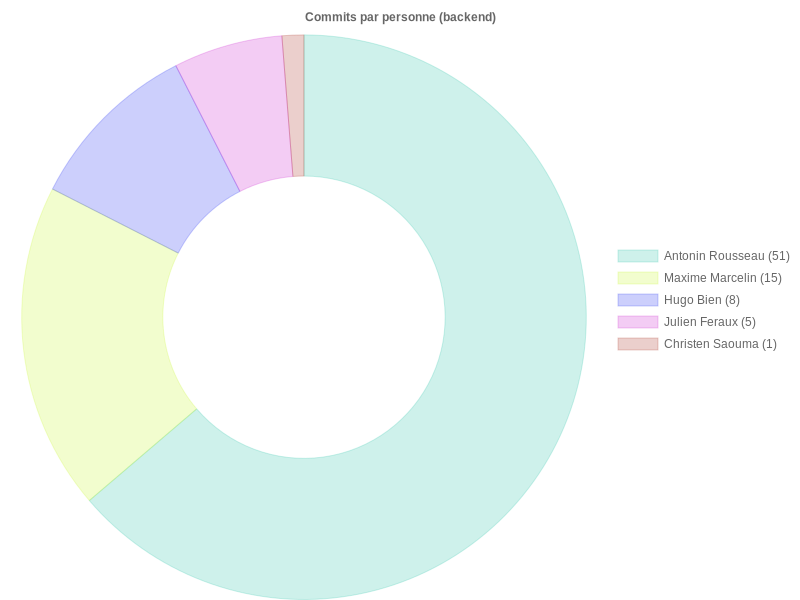 Commits par personne (backend)
Antonin Rousseau (51)
Maxime Marcelin (15)
Hugo Bien (8)
Julien Feraux (5)
Christen Saouma (1)